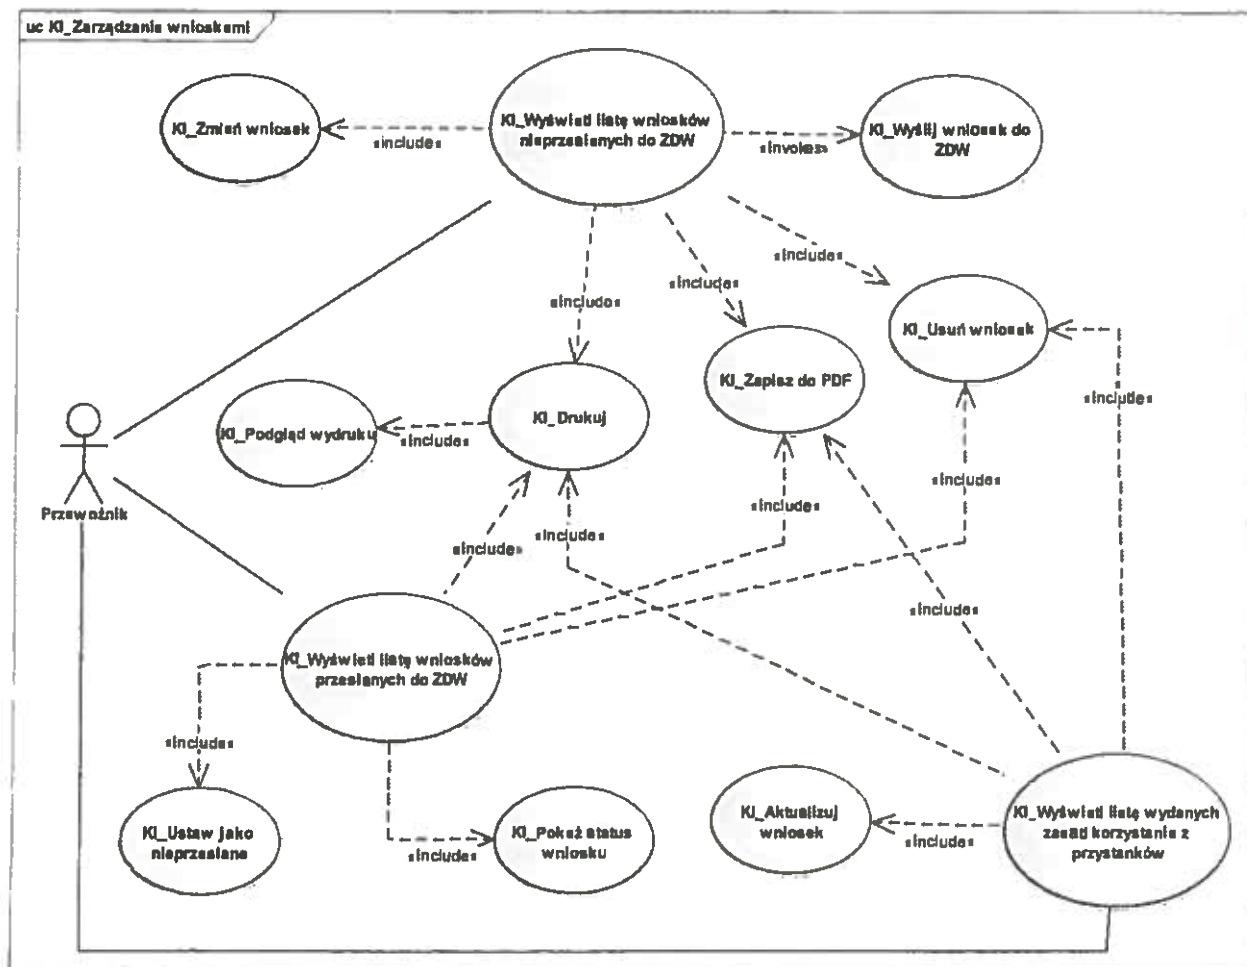 uc KI_Zarządzanie wnioskami
KI_Zmień wniosek
«include»
KI_Wyświetl listę wniosków
nieprzesłanych do ZDW
«invokes»
KI_Wyślij wniosek do
ZDW
«include»
«include»
«include»
KI_Usuń wniosek
KI_Zapisz do PDF
«include»
KI_Podgląd wydruku
«include»
KI_Drukuj
Przewoźnik
«include»
«include»
«include»
«include»
«include»
KI_Wyświetl listę wniosków
przesłanych do ZDW
«include»
KI_Ustaw jako
nieprzesłane
«include»
KI_Pokaż status
wniosku
KI_Aktualizuj
wniosek
«include»
KI_Wyświetl listę wydanych
zasad korzystania z
przystanków